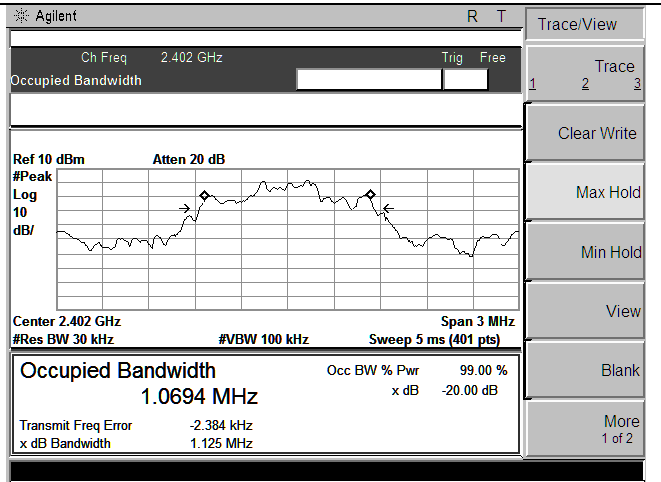 Agilent R T
Ch Freq 2.402 GHz Trig Free
Occupied Bandwidth
Ref 10 dBm Atten 20 dB
#Peak
Log
10
dB/
Center 2.402 GHz Span 3 MHz
#Res BW 30 kHz #VBW 100 kHz Sweep 5 ms (401 pts)
Occupied Bandwidth Occ BW % Pwr 99.00 %
1.0694 MHz x dB -20.00 dB
Transmit Freq Error -2.384 kHz
x dB Bandwidth 1.125 MHz
Trace/View
Trace
1 2 3
Clear Write
Max Hold
Min Hold
View
Blank
More
1 of 2